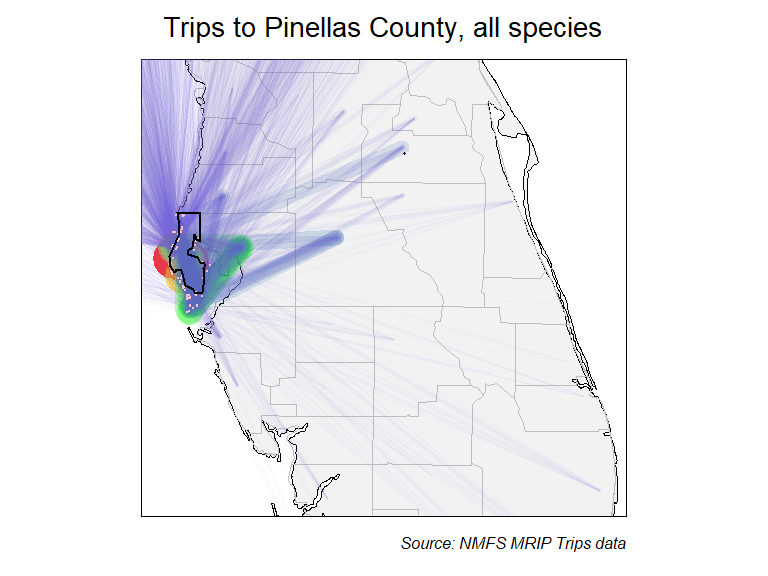 Trips to Pinellas County, all species
Source: NMFS MRIP Trips data